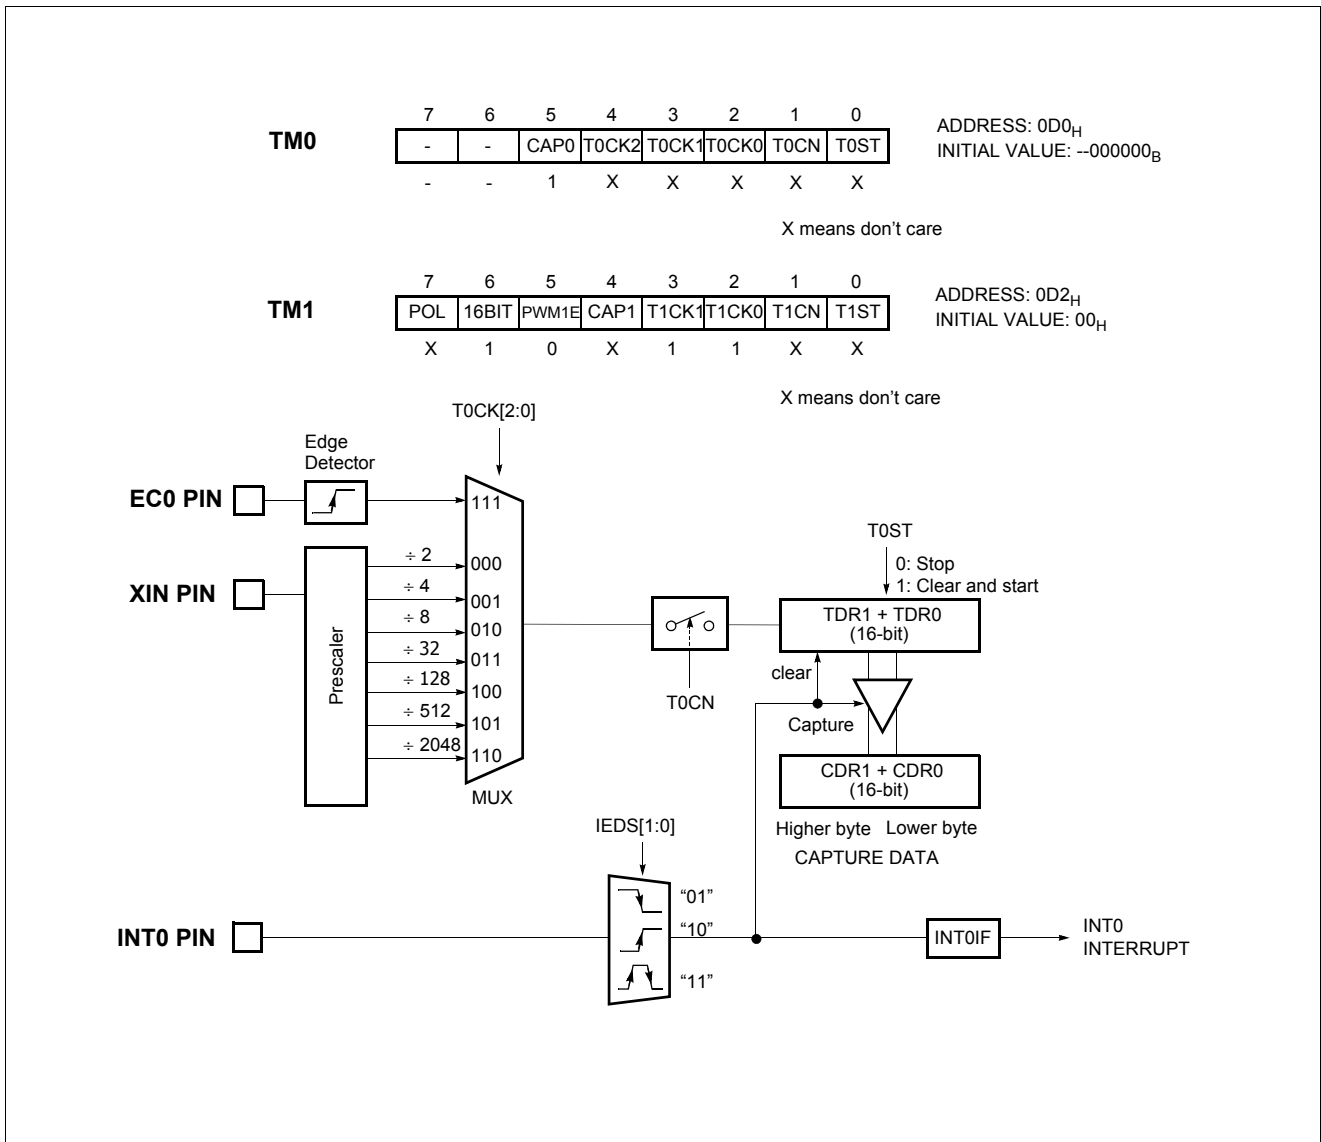 7 6 5 4 3 2 1 0
TM0
- - CAP0 T0CK2 T0CK1 T0CK0 T0CN T0ST
ADDRESS: 0D0H
INITIAL VALUE: --000000B
- - 1 X X X X X
X means don't care
7 6 5 4 3 2 1 0
TM1
POL 16BIT PWM1E CAP1 T1CK1 T1CK0 T1CN T1ST
ADDRESS: 0D2H
INITIAL VALUE: 00H
X 1 0 X 1 1 X X
X means don't care
T0CK[2:0]
Edge
Detector
EC0 PIN
111
XIN PIN
Prescaler
÷ 2
000
÷ 4
001
÷ 8
010
÷ 32
011
÷ 128
100
÷ 512
101
÷ 2048
110
MUX
T0CN
T0ST
0: Stop
1: Clear and start
TDR1 + TDR0
(16-bit)
clear
Capture
CDR1 + CDR0
(16-bit)
Higher byte Lower byte
CAPTURE DATA
IEDS[1:0]
INT0 PIN
“01”
“10”
“11”
INT0IF
INT0
INTERRUPT